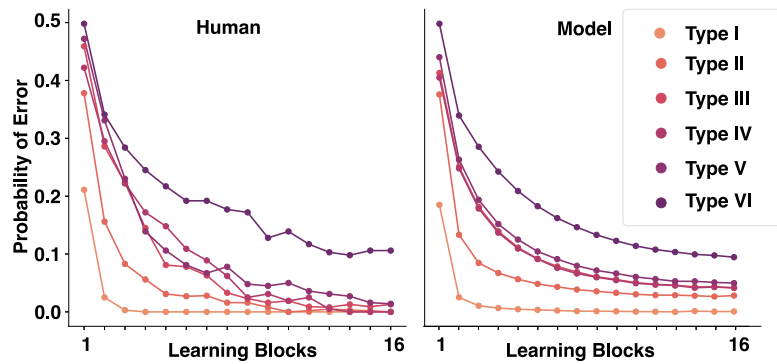 Human
Model
Probability of Error
0.5
0.4
0.3
0.2
0.1
0.0
1
Learning Blocks
16
1
Learning Blocks
16
Type I
Type II
Type III
Type IV
Type V
Type VI